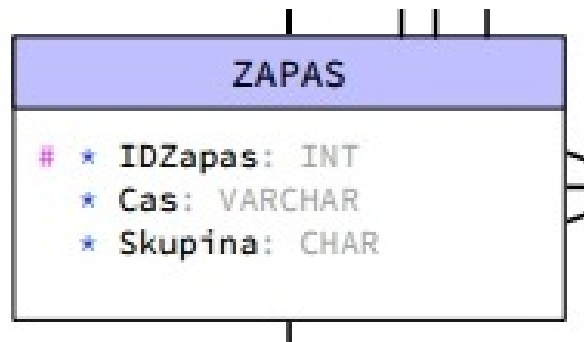 ZAPAS
# * IDZapas: INT
* Cas: VARCHAR
* Skupina: CHAR